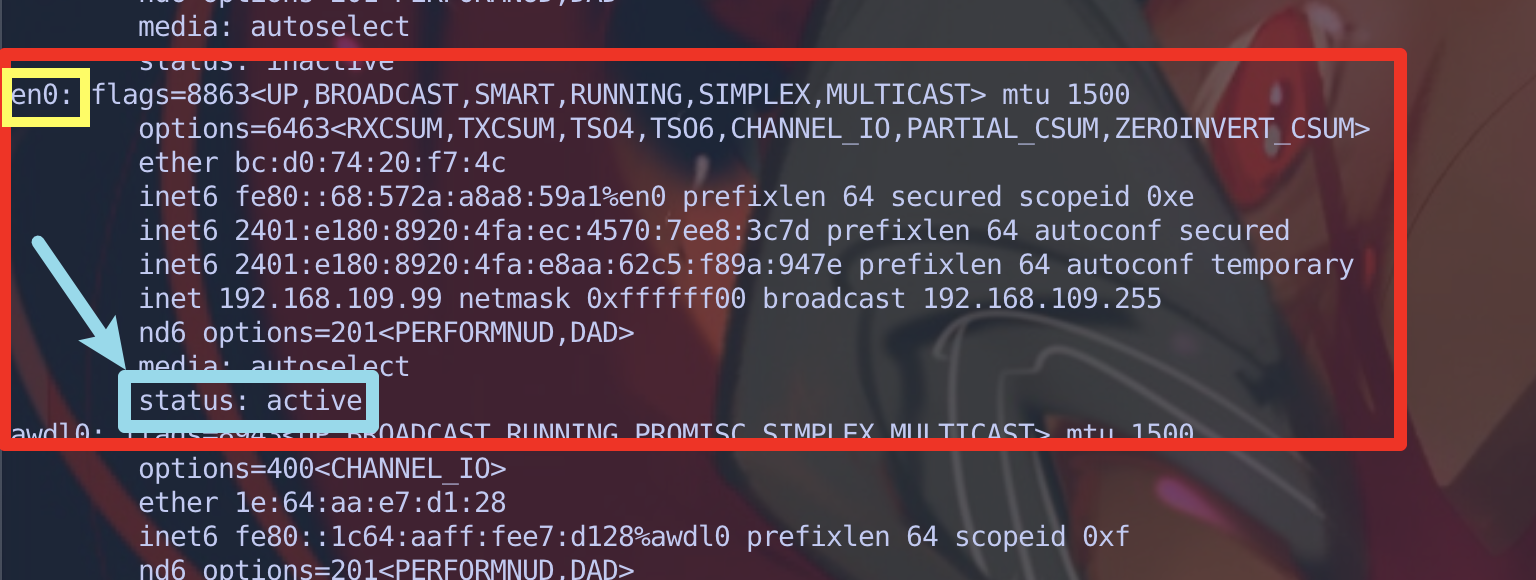 nd6 options=201<PERFORMNUD,DAD>
media: autoselect
status: inactive
en0: flags=8863<UP,BROADCAST,SMART,RUNNING,SIMPLEX,MULTICAST> mtu 1500
options=6463<RXCSUM,TXCSUM,TSO4,TSO6,CHANNEL_IO,PARTIAL_CSUM,ZEROINVERT_CSUM>
ether bc:d0:74:20:f7:4c
inet6 fe80::68:572a:a8a8:59a1%en0 prefixlen 64 secured scopeid 0xe
inet6 2401:e180:8920:4fa:ec:4570:7ee8:3c7d prefixlen 64 autoconf secured
inet6 2401:e180:8920:4fa:e8aa:62c5:f89a:947e prefixlen 64 autoconf temporary
inet 192.168.109.99 netmask 0xffffff00 broadcast 192.168.109.255
nd6 options=201<PERFORMNUD,DAD>
media: autoselect
status: active
awdl0: flags=8943<UP,BROADCAST,RUNNING,PROMISC,SIMPLEX,MULTICAST> mtu 1500
options=400<CHANNEL_IO>
ether 1e:64:aa:e7:d1:28
inet6 fe80::1c64:aaff:fee7:d128%awdl0 prefixlen 64 scopeid 0xf
nd6 options=201<PERFORMNUD,DAD>